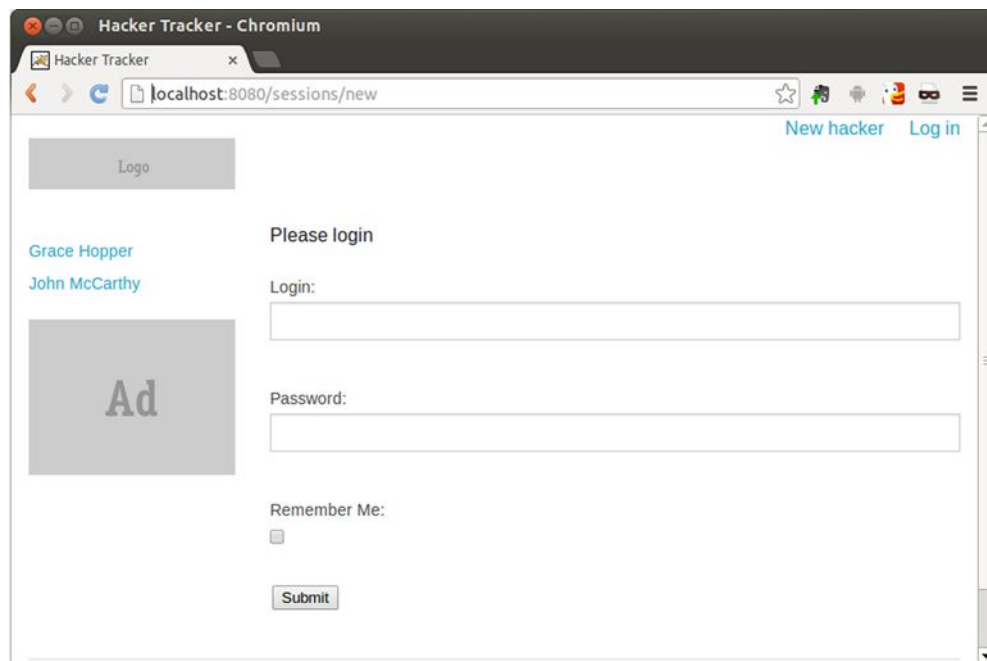 Hacker Tracker - Chromium
Hacker Tracker
localhost:8080/sessions/new
New hacker Log in
Logo
Please login
Grace Hopper
John McCarthy
Login:
Ad
Password:
Remember Me:
Submit